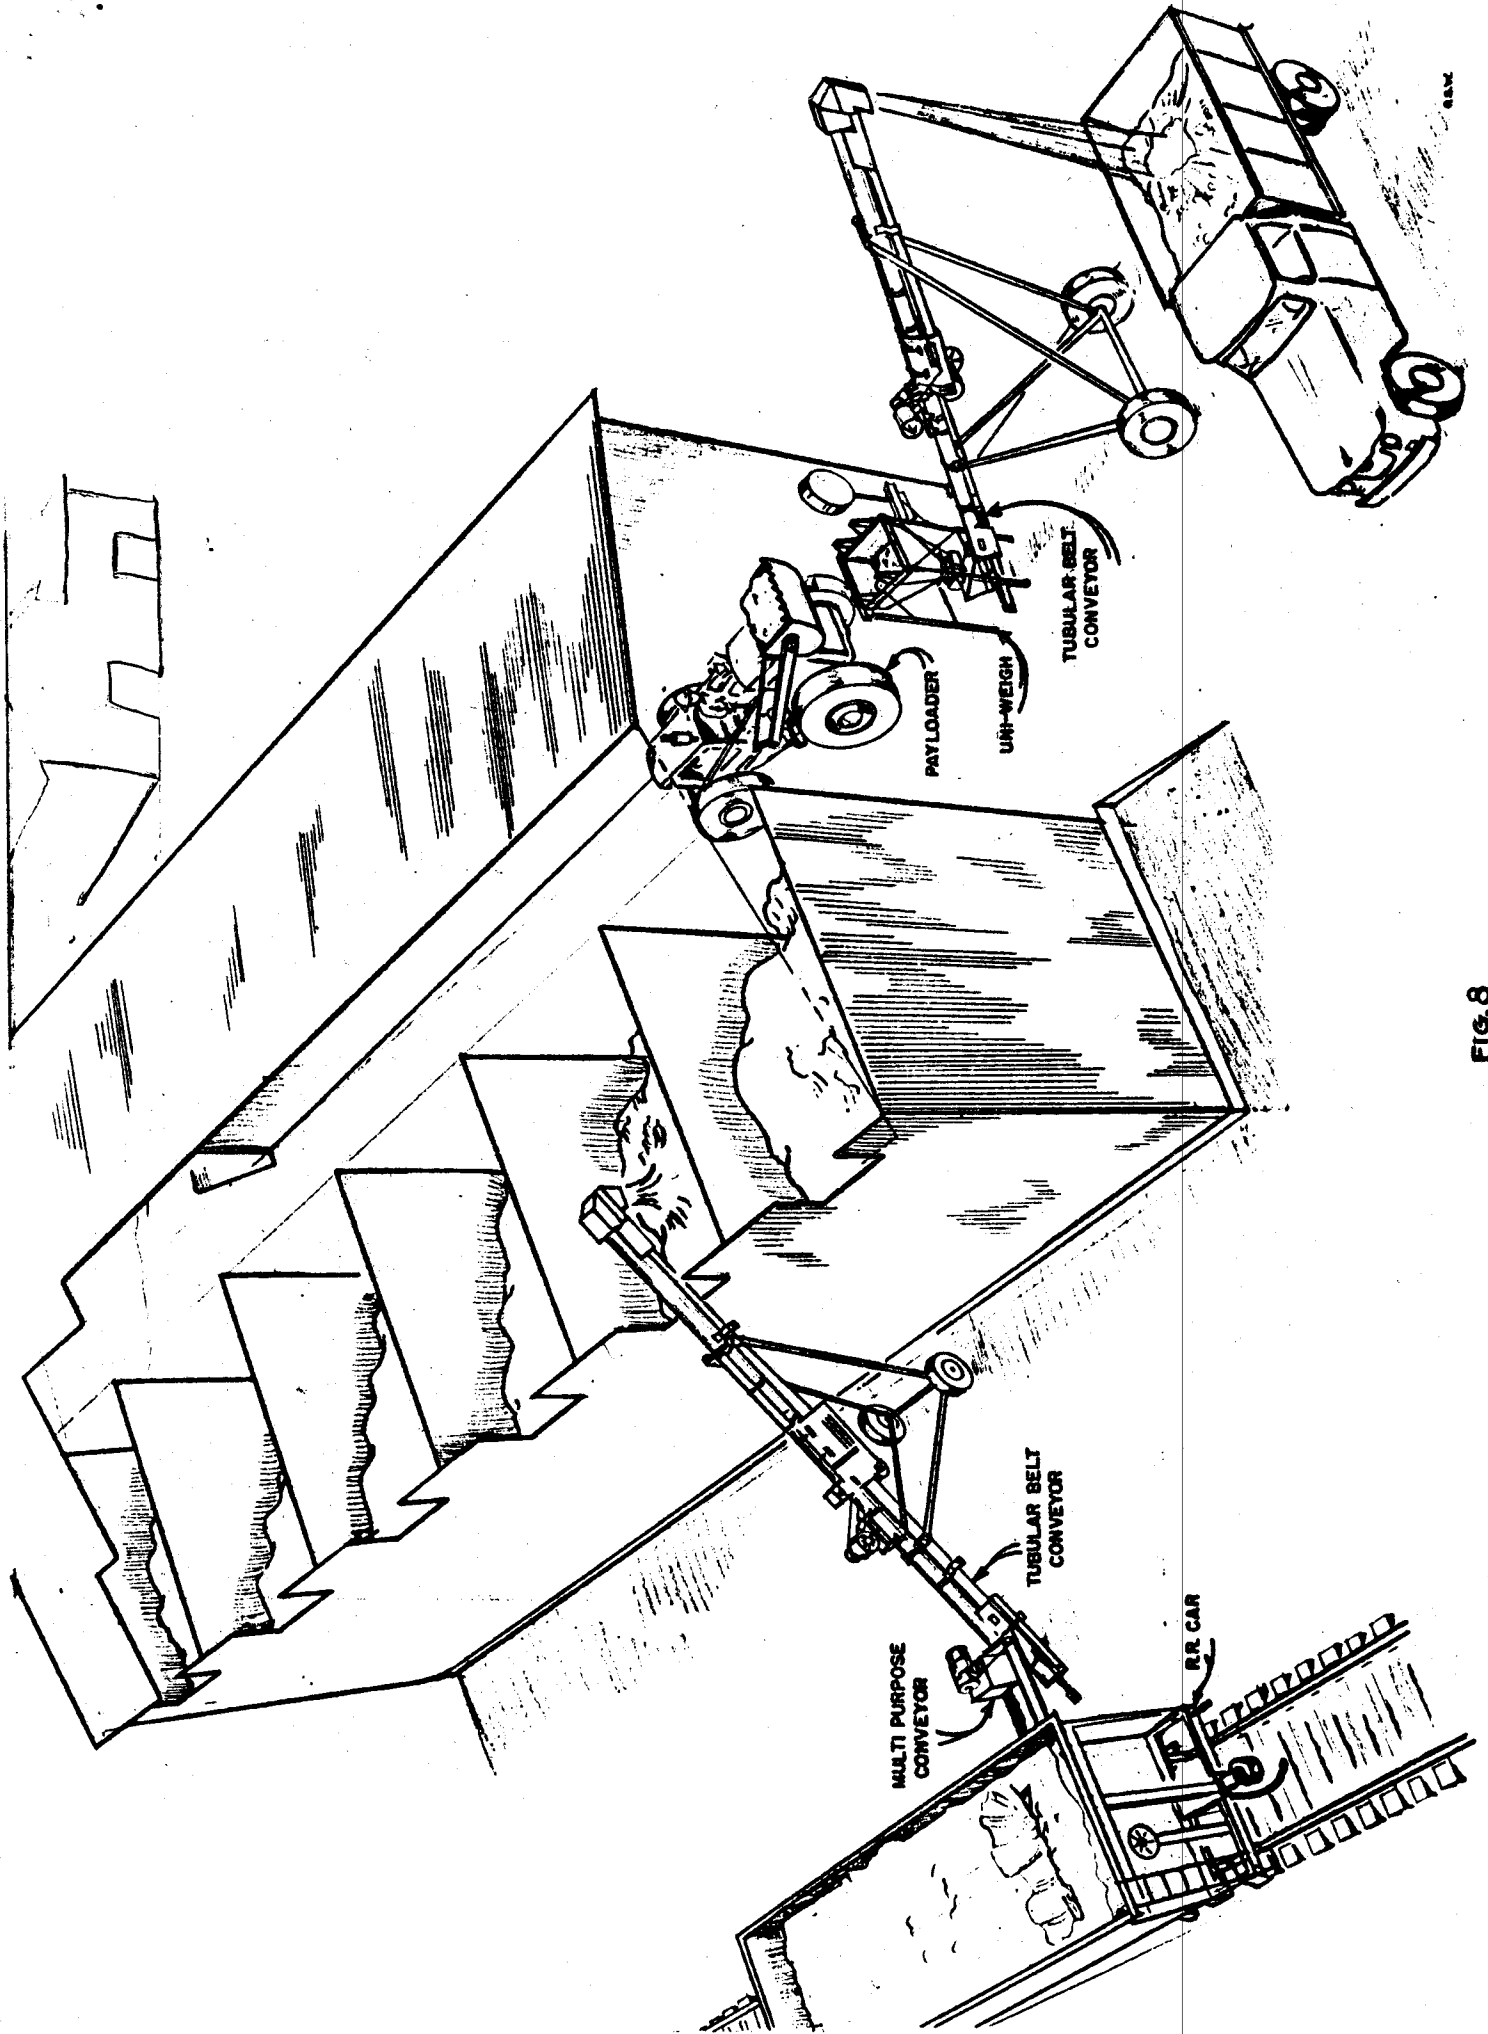 MULTI PURPOSE
CONVEYOR
R.R. CAR
TUBULAR BELT
CONVEYOR
PAYLOADER
UNI-WEIGH
TUBULAR BELT
CONVEYOR
FIG. 8